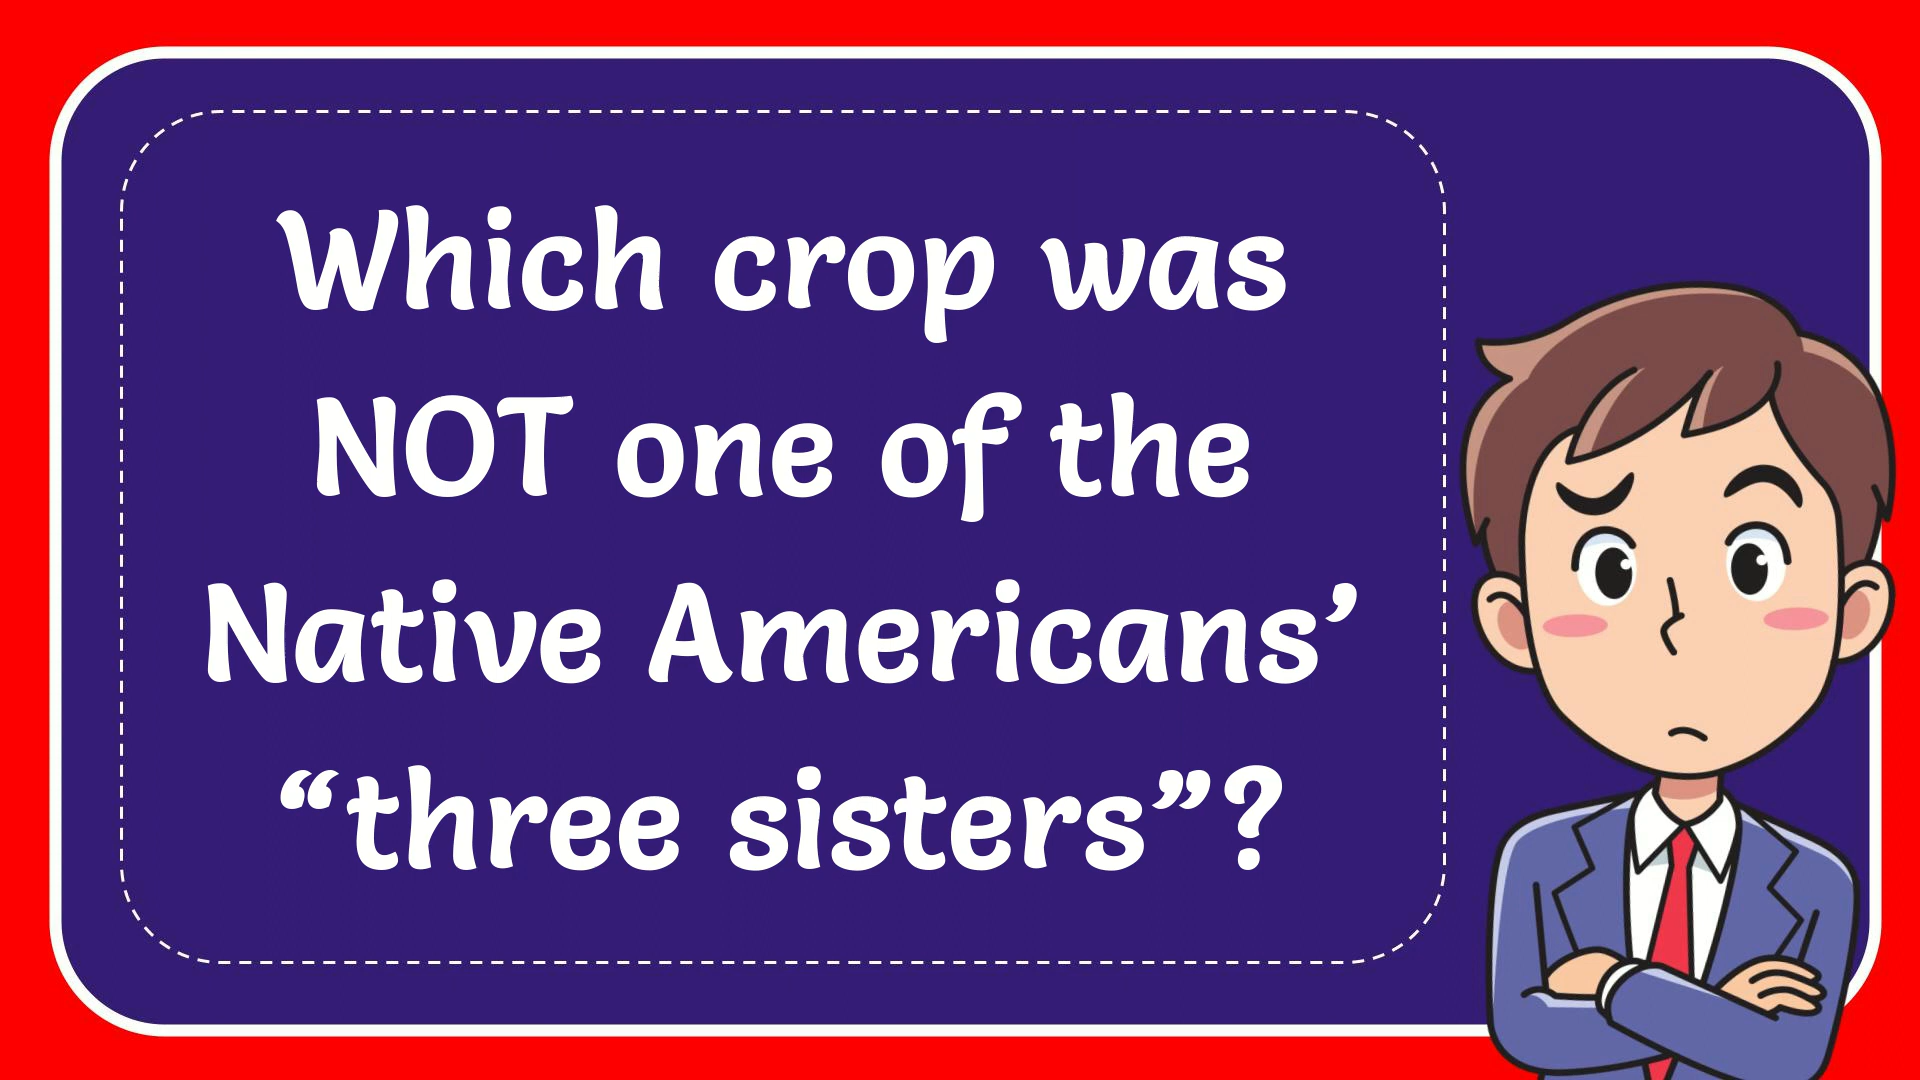 Which crop was
NOT one of the
Native Americans’
“three sisters”?